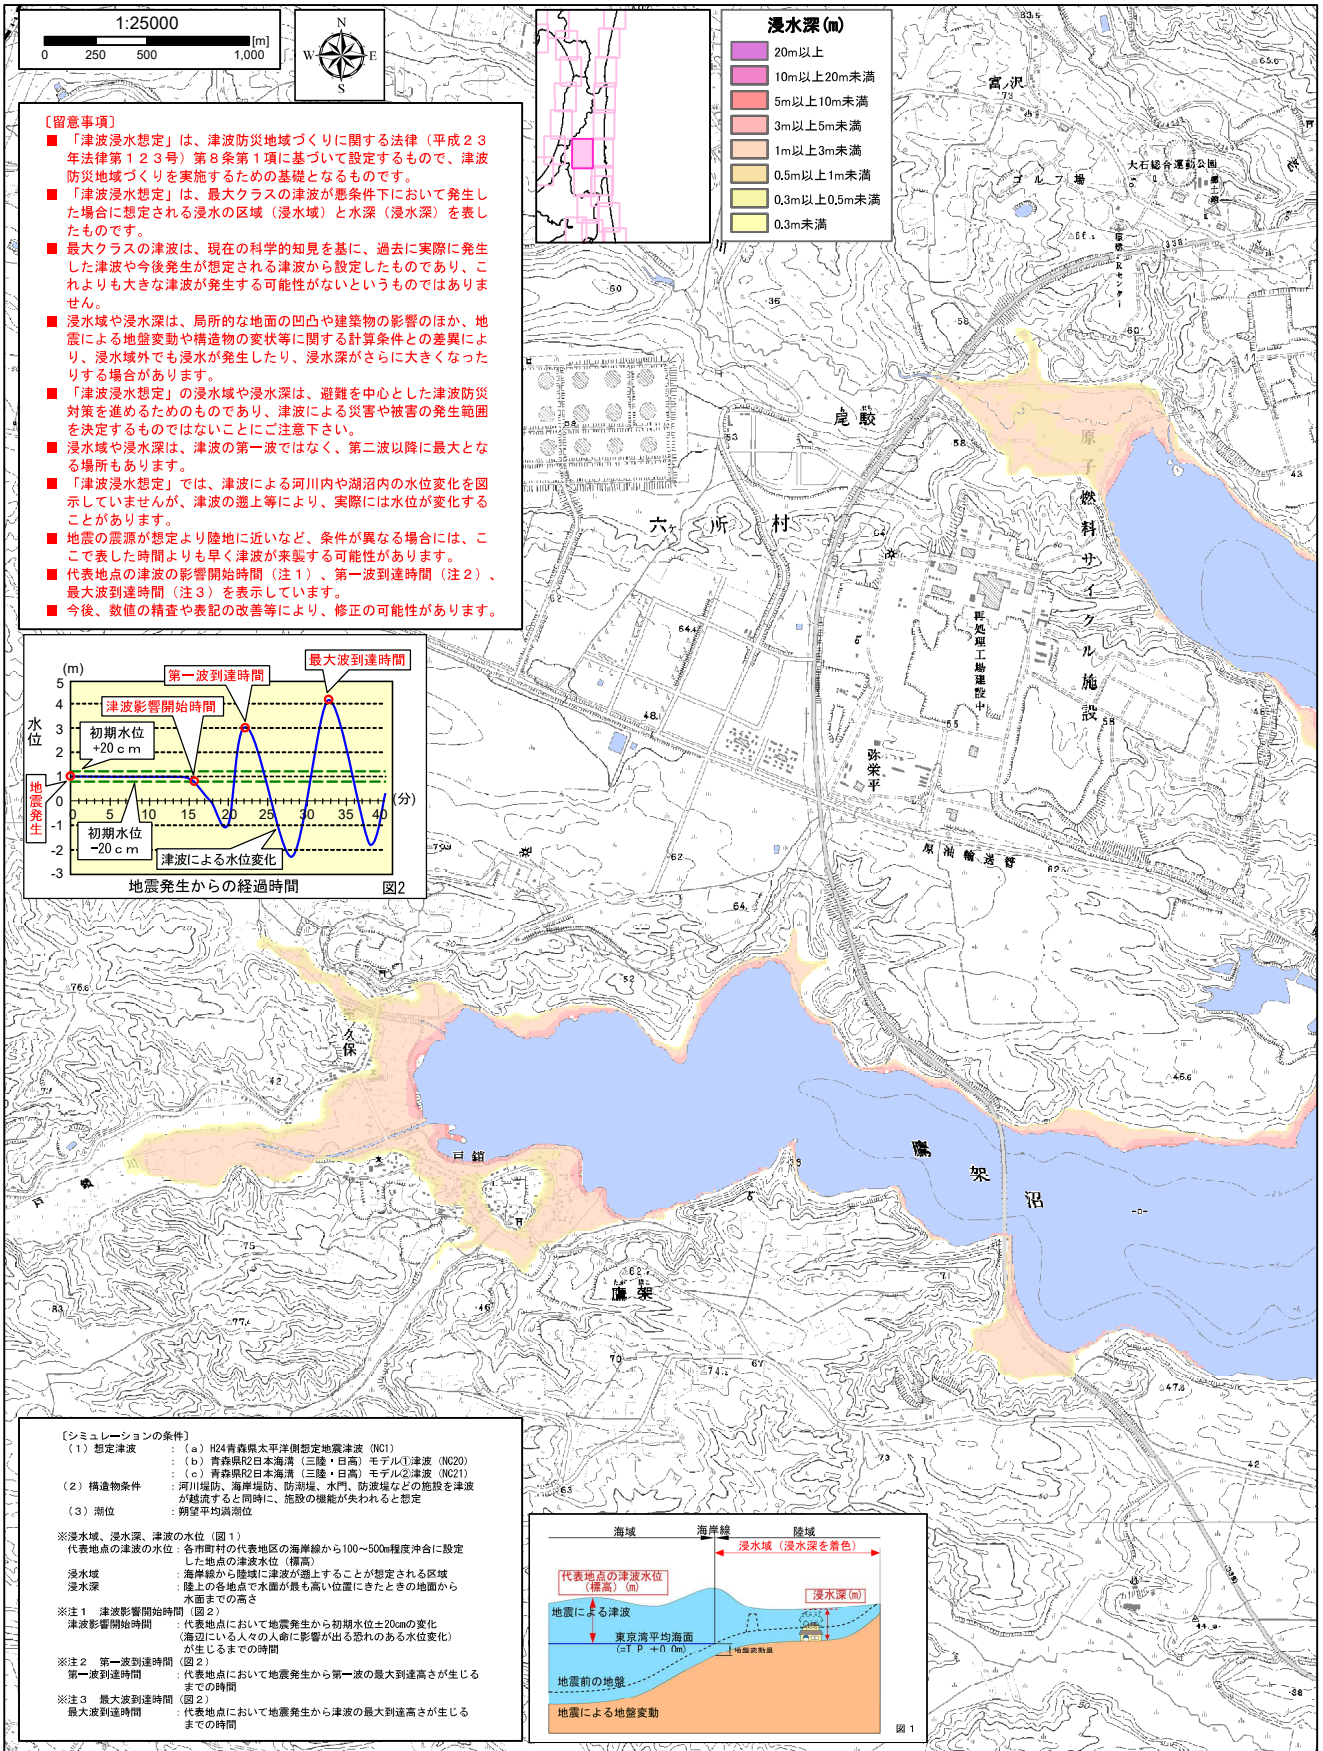 1:25000
[m]
0 250 500 1,000
N
W E
S
浸水深(m)
20m以上
10m以上20m未満
5m以上10m未満
3m以上5m未満
1m以上3m未満
0.5m以上1m未満
0.3m以上0.5m未満
0.3m未満
〔留意事項〕
■ 「津波浸水想定」は、津波防災地域づくりに関する法律（平成２３
年法律第１２３号）第８条第１項に基づいて設定するもので、津波
防災地域づくりを実施するための基礎となるものです。
■ 「津波浸水想定」は、最大クラスの津波が悪条件下において発生し
た場合に想定される浸水の区域（浸水域）と水深（浸水深）を表し
たものです。
■ 最大クラスの津波は、現在の科学的知見を基に、過去に実際に発生
した津波や今後発生が想定される津波から設定したものであり、こ
れよりも大きな津波が発生する可能性がないというものではありま
せん。
■ 浸水域や浸水深は、局所的な地面の凹凸や建築物の影響のほか、地
震による地盤変動や構造物の変状等に関する計算条件との差異によ
り、浸水域外でも浸水が発生したり、浸水深がさらに大きくなった
りする場合があります。
■ 「津波浸水想定」の浸水域や浸水深は、避難を中心とした津波防災
対策を進めるためのものであり、津波による災害や被害の発生範囲
を決定するものではないことにご注意下さい。
■ 浸水域や浸水深は、津波の第一波ではなく、第二波以降に最大とな
る場所もあります。
■ 「津波浸水想定」では、津波による河川内や湖沼内の水位変化を図
示していませんが、津波の遡上等により、実際には水位が変化する
ことがあります。
■ 地震の震源が想定より陸地に近いなど、条件が異なる場合には、こ
こで表した時間よりも早く津波が来襲する可能性があります。
■ 代表地点の津波の影響開始時間（注１）、第一波到達時間（注２）、
最大波到達時間（注３）を表示しています。
■ 今後、数値の精査や表記の改善等により、修正の可能性があります。
(m)
水位
5
4
3
2
1
0
-1
-2
-3
0 5 10 15 20 25 30 35 40
(分)
最大波到達時間
第一波到達時間
津波影響開始時間
初期水位
+20ｃｍ
地震発生
初期水位
-20ｃｍ
津波による水位変化
地震発生からの経過時間
図2
富ノ沢
大石総合運動公園
ゴルフ場
尾駮
六ヶ所村
原子燃料サイクル施設
再処理工場建設中
弥栄平
原油輸送管
久保
戸鎖
鷹架沼
鷹架
〔シミュレーションの条件〕
（１）想定津波 ：（ａ）H24青森県太平洋側想定地震津波（NC1）
：（ｂ）青森県R2日本海溝（三陸・日高）モデル①津波（NC20）
：（ｃ）青森県R2日本海溝（三陸・日高）モデル②津波（NC21）
（２）構造物条件 ：河川堤防、海岸堤防、防潮堤、水門、防波堤などの施設を津波
が越流すると同時に、施設の機能が失われると想定
（３）潮位 ：朔望平均満潮位
※浸水域、浸水深、津波の水位（図１）
代表地点の津波の水位：各市町村の代表地区の海岸線から100～500m程度沖合に設定
した地点の津波水位（標高）
浸水域 ：海岸線から陸域に津波が遡上することが想定される区域
浸水深 ：陸上の各地点で水面が最も高い位置にきたときの地面から
水面までの高さ
※注１ 津波影響開始時間（図２）
津波影響開始時間 ：代表地点において地震発生から初期水位±20cmの変化
（海辺にいる人々の人命に影響が出る恐れのある水位変化）
が生じるまでの時間
※注２ 第一波到達時間（図２）
第一波到達時間 ：代表地点において地震発生から第一波の最大到達高さが生じる
までの時間
※注３ 最大波到達時間（図２）
最大波到達時間 ：代表地点において地震発生から津波の最大到達高さが生じる
までの時間
海域 海岸線 陸域
浸水域（浸水深を着色）
代表地点の津波水位
（標高）(m)
浸水深(m)
地震による津波
東京湾平均海面
(=T.P.+0.0m)
地盤変動量
地震前の地盤
地震による地盤変動
図１